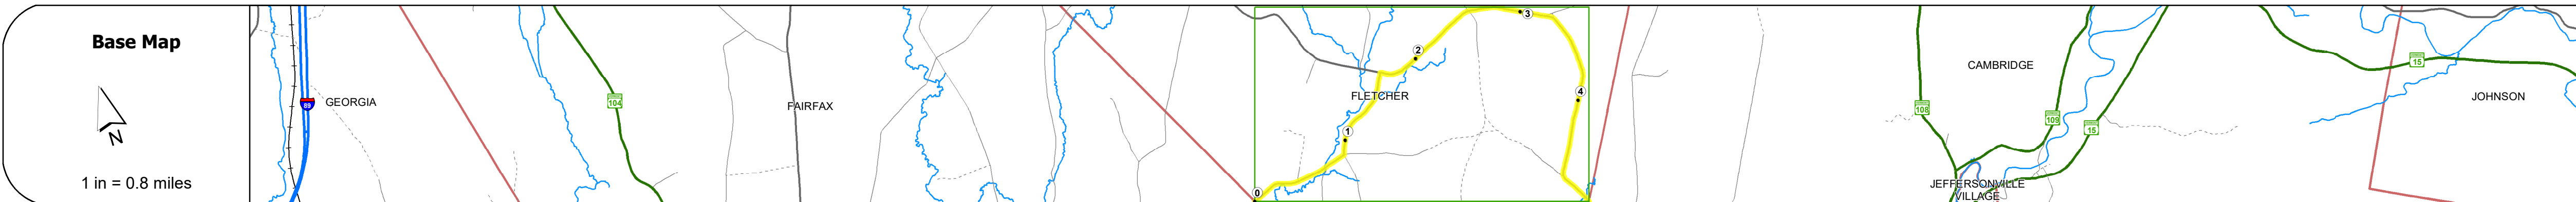 Base Map
N
1 in = 0.8 miles
89
GEORGIA
104
FAIRFAX
0
1
2
3
4
FLETCHER
CAMBRIDGE
108
109
15
JEFFERSONVILLE
VILLAGE
15
JOHNSON